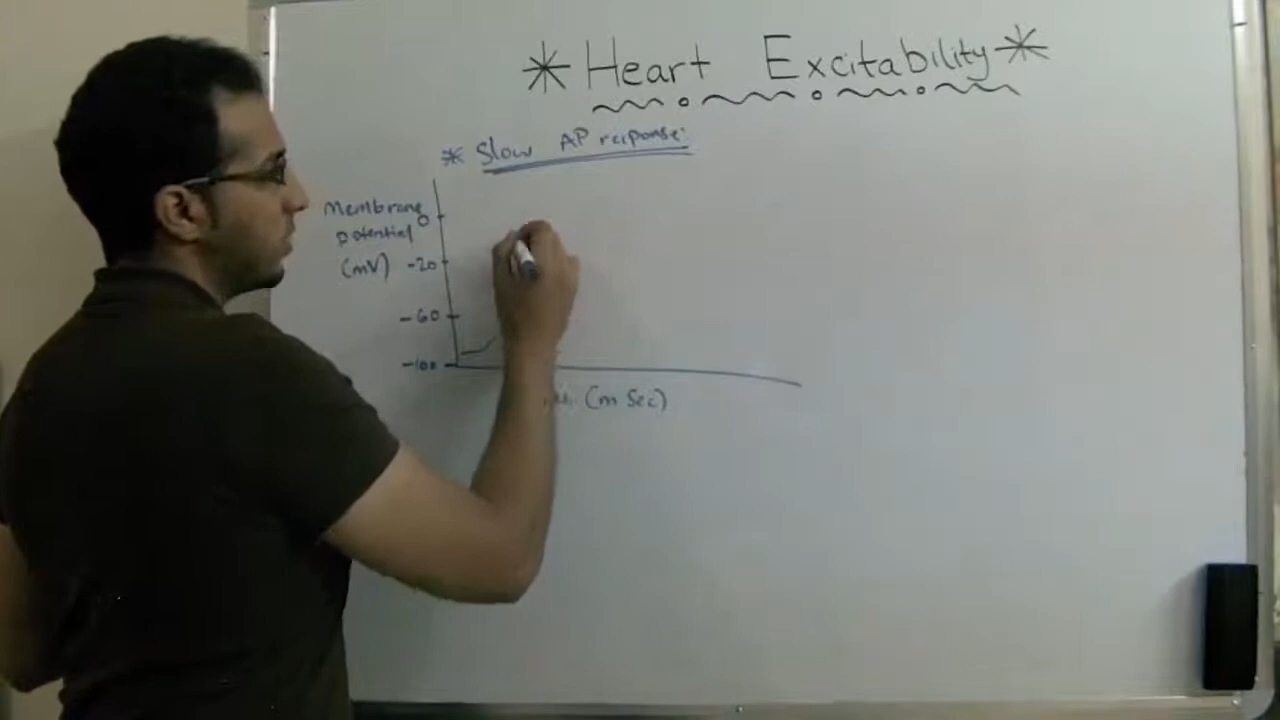 *Heart Excitability*
* Slow AP response:
Membrane
potential
(mV)
0
-20
-60
-100
(m Sec)